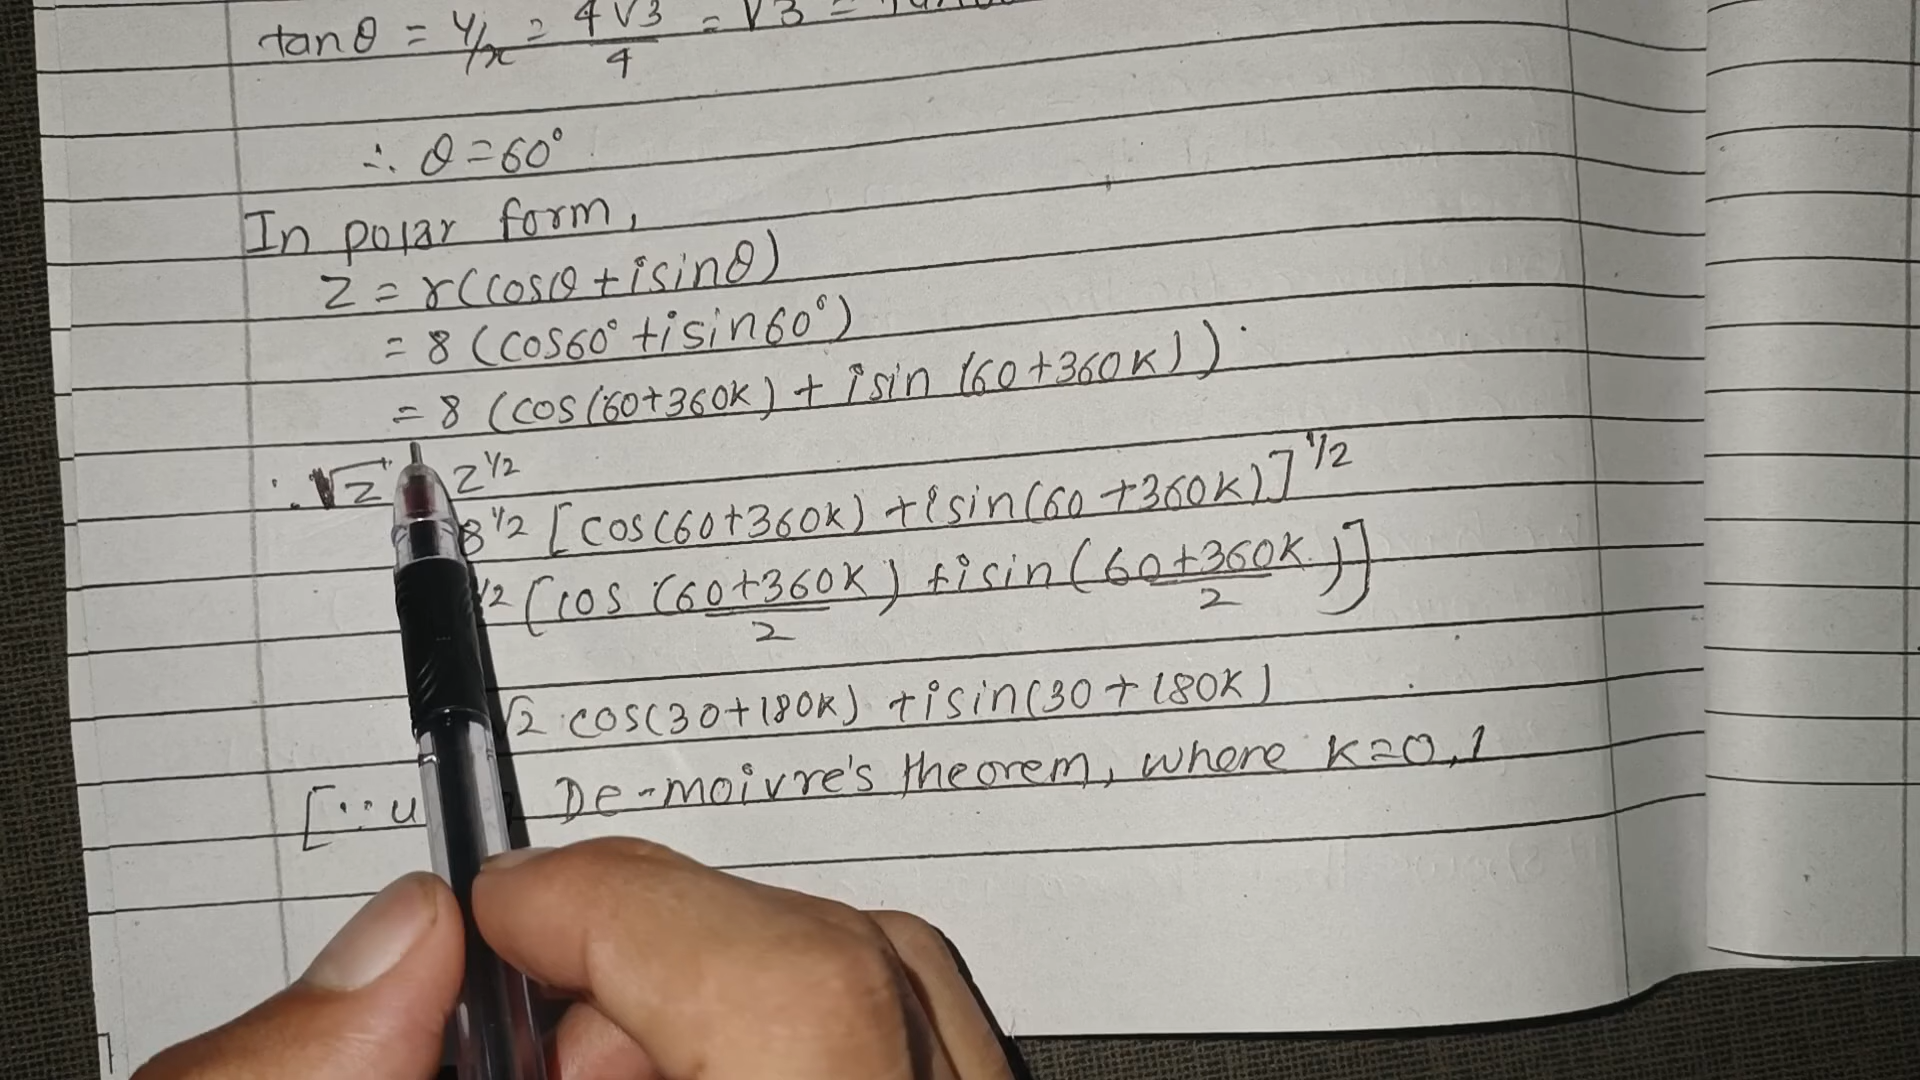 tanθ = y/x = 4√3/4 = √3 =
∴ θ = 60°
In polar form,
z = r(cosθ + isinθ)
= 8 (cos60° + isin60°)
= 8 (cos(60+360k) + isin (60+360k))
∴ √z z^1/2
8^1/2 [cos(60+360k) + isin(60+360k)]^1/2
1/2 [cos (60+360k)/2 + isin (60+360k)/2]
√2 cos(30+180k) + isin(30+180k)
[∵ De-moivre's theorem, where k=0,1